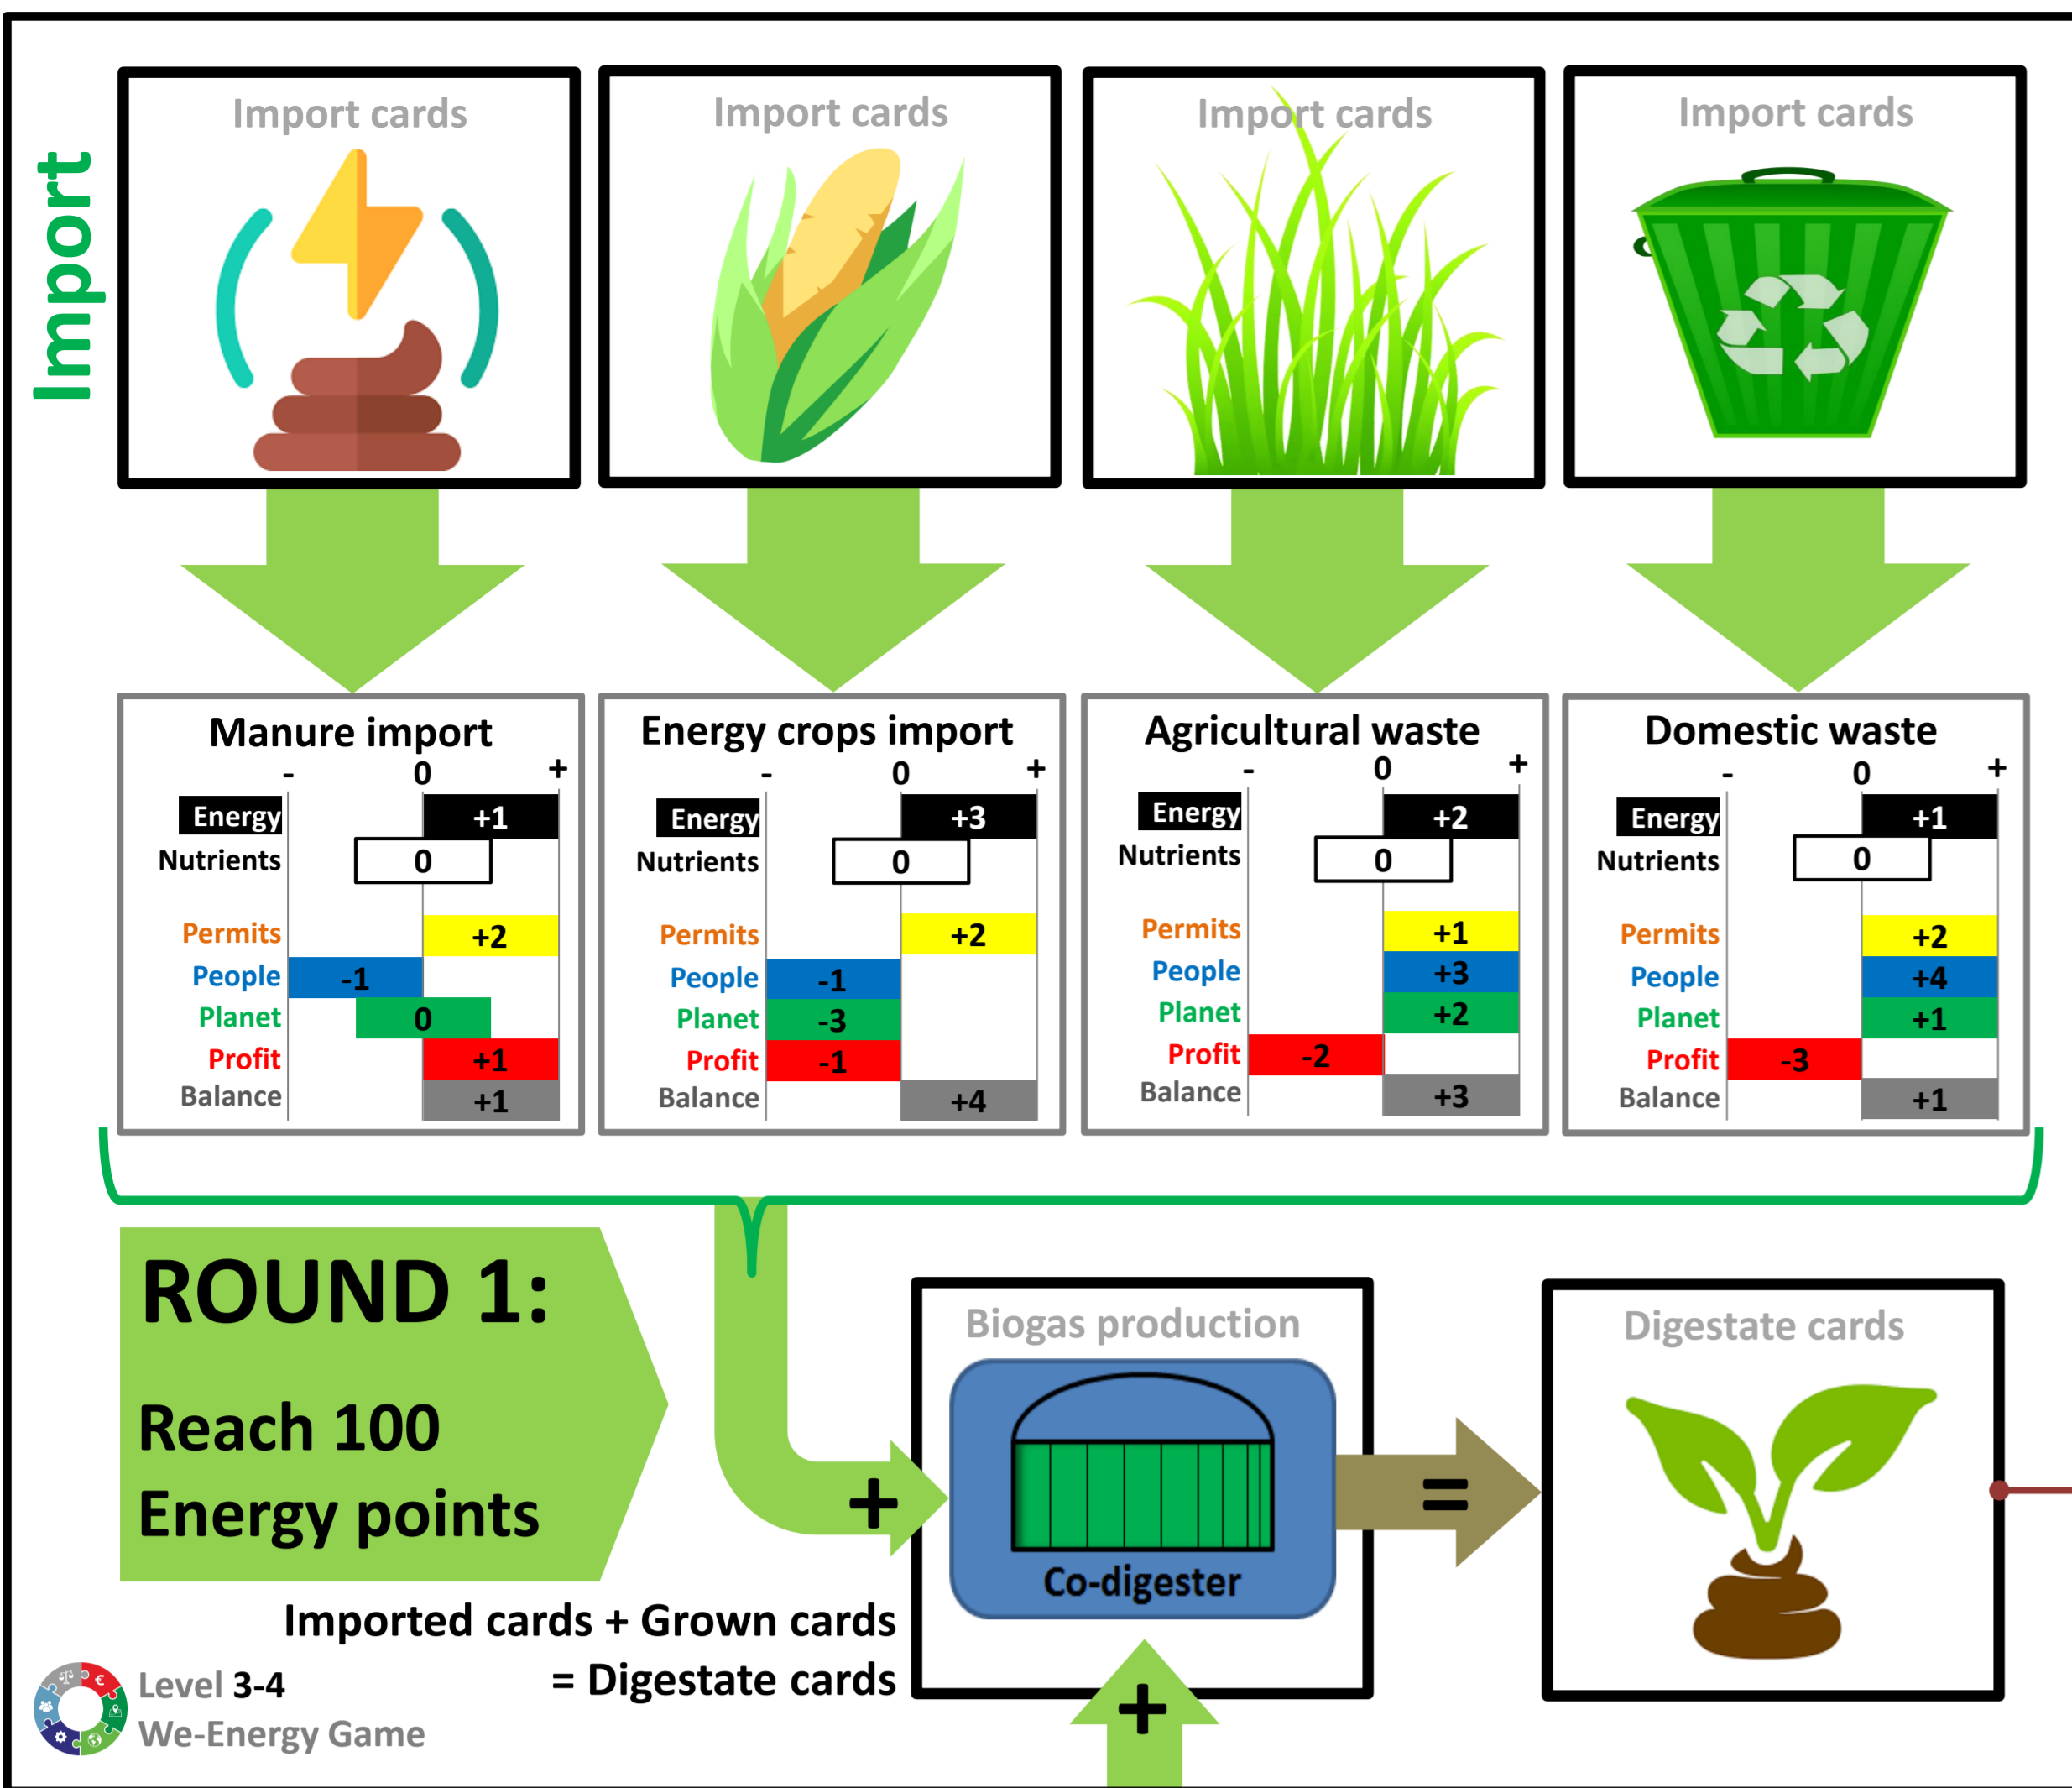 Import
Import cards
Import cards
Import cards
Import cards
Manure import
- 0 +
Energy +1
Nutrients 0
Permits +2
People -1
Planet 0
Profit +1
Balance +1
Energy crops import
- 0 +
Energy +3
Nutrients 0
Permits +2
People -1
Planet -3
Profit -1
Balance +4
Agricultural waste
- 0 +
Energy +2
Nutrients 0
Permits +1
People +3
Planet +2
Profit -2
Balance +3
Domestic waste
- 0 +
Energy +1
Nutrients 0
Permits +2
People +4
Planet +1
Profit -3
Balance +1
ROUND 1:
Reach 100
Energy points
+
Biogas production
Co-digester
=
Digestate cards
Imported cards + Grown cards
= Digestate cards
+
Level 3-4
We-Energy Game